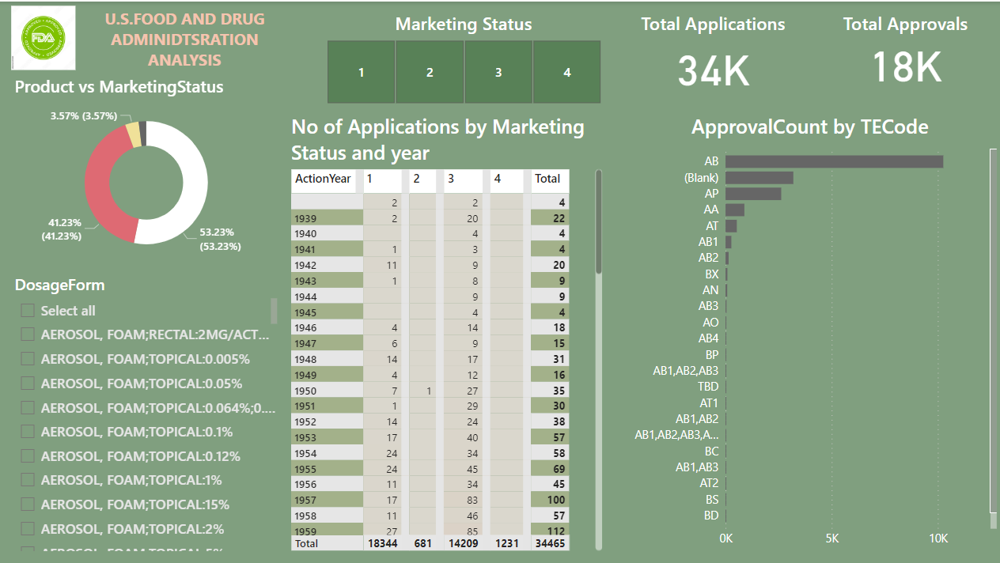 FDA
U.S.FOOD AND DRUG
ADMINIDTSRATION
ANALYSIS
Marketing Status
1 2 3 4
Total Applications
34K
Total Approvals
18K
Product vs MarketingStatus
3.57% (3.57%)
41.23%
(41.23%)
53.23%
(53.23%)
DosageForm
Select all
AEROSOL, FOAM;RECTAL:2MG/ACT...
AEROSOL, FOAM;TOPICAL:0.005%
AEROSOL, FOAM;TOPICAL:0.05%
AEROSOL, FOAM;TOPICAL:0.064%;0....
AEROSOL, FOAM;TOPICAL:0.1%
AEROSOL, FOAM;TOPICAL:0.12%
AEROSOL, FOAM;TOPICAL:1%
AEROSOL, FOAM;TOPICAL:15%
AEROSOL, FOAM;TOPICAL:2%
No of Applications by Marketing
Status and year
ActionYear 1 2 3 4 Total
2 2 4
1939 2 20 22
1940 4 4
1941 1 3 4
1942 11 9 20
1943 1 8 9
1944 9 9
1945 4 4
1946 4 14 18
1947 6 9 15
1948 14 17 31
1949 4 12 16
1950 7 1 27 35
1951 1 29 30
1952 14 24 38
1953 17 40 57
1954 24 34 58
1955 24 45 69
1956 11 34 45
1957 17 83 100
1958 11 46 57
1959 27 85 112
Total 18344 681 14209 1231 34465
ApprovalCount by TECode
AB
(Blank)
AP
AA
AT
AB1
AB2
BX
AN
AB3
AO
AB4
BP
AB1,AB2,AB3
TBD
AT1
AB1,AB2
AB1,AB2,AB3,A...
BC
AB1,AB3
AT2
BS
BD
0K 5K 10K